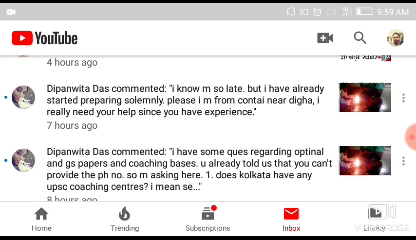 9:59 AM
YouTube
4 hours ago
Dipanwita Das commented: "i know m so late. but i have already
started preparing solemnly. please i m from contai near digha, i
really need your help since you have experience."
7 hours ago
Dipanwita Das commented: "i have some ques regarding optinal
and gs papers and coaching bases. u already told us that you can't
provide the ph no. so m asking here. 1. does kolkata have any
upsc coaching centres? i mean se..."
8 hours ago
Home
Trending
Subscriptions
Inbox